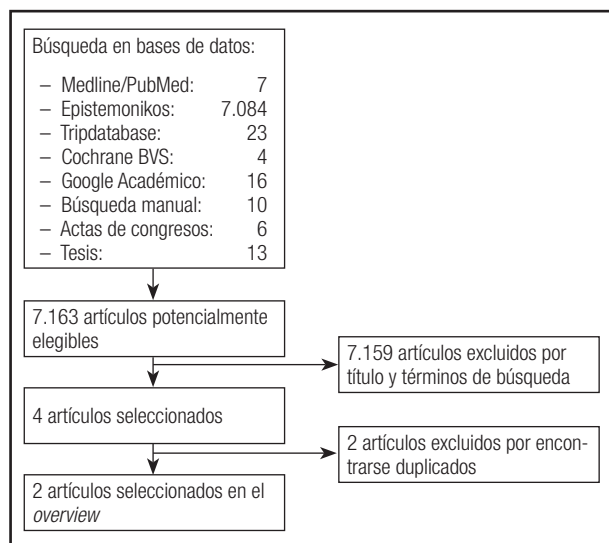 Búsqueda en bases de datos:
– Medline/PubMed: 7
– Epistemonikos: 7.084
– Tripdatabase: 23
– Cochrane BVS: 4
– Google Académico: 16
– Búsqueda manual: 10
– Actas de congresos: 6
– Tesis: 13
7.163 artículos potencialmente
elegibles
7.159 artículos excluidos por
título y términos de búsqueda
4 artículos seleccionados
2 artículos excluidos por encon-
trarse duplicados
2 artículos seleccionados en el
overview